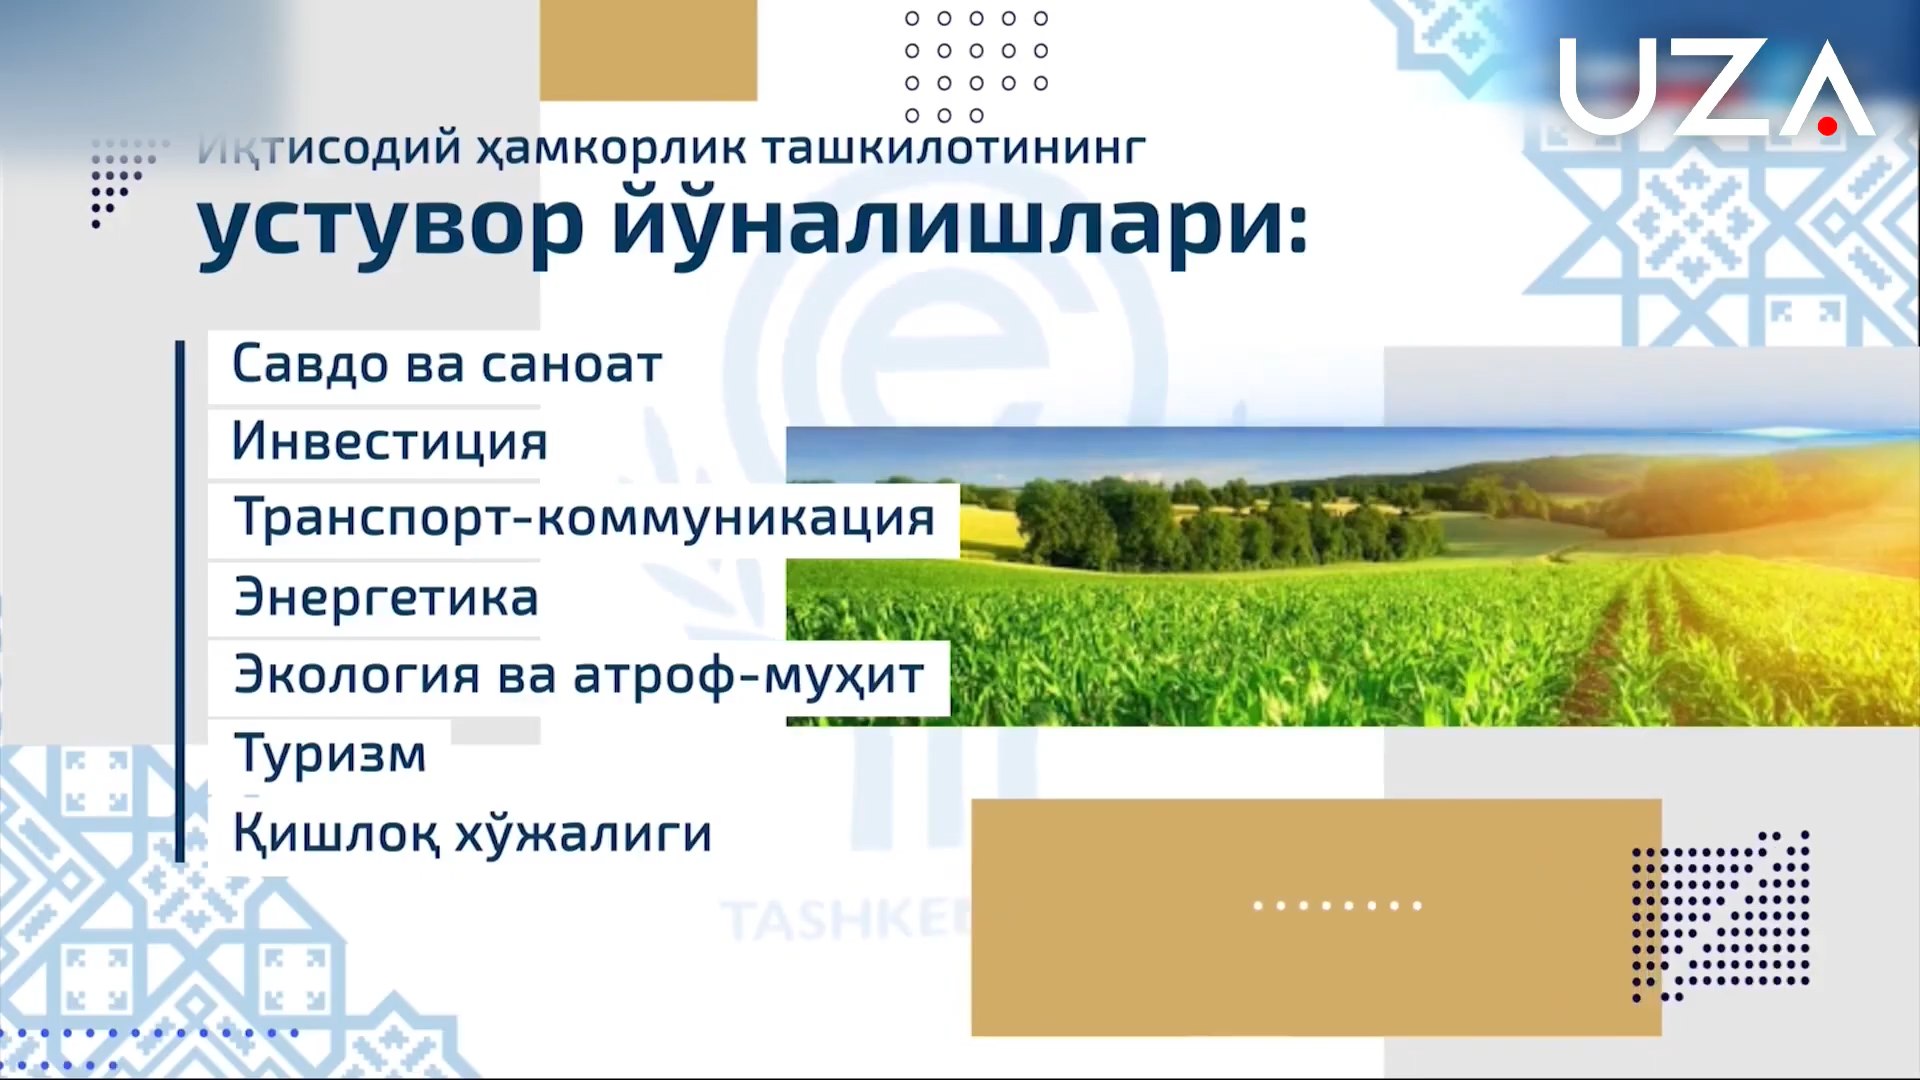 UZA
Иқтисодий ҳамкорлик ташкилотининг
устувор йўналишлари:
Савдо ва саноат
Инвестиция
Транспорт-коммуникация
Энергетика
Экология ва атроф-муҳит
Туризм
Қишлоқ хўжалиги